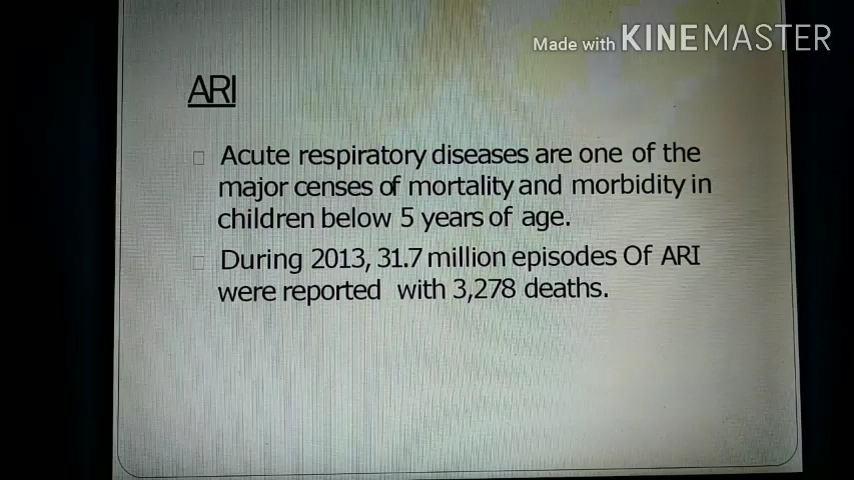 Made with KINEMASTER
ARI
Acute respiratory diseases are one of the
major censes of mortality and morbidity in
children below 5 years of age.
During 2013, 31.7 million episodes Of ARI
were reported with 3,278 deaths.